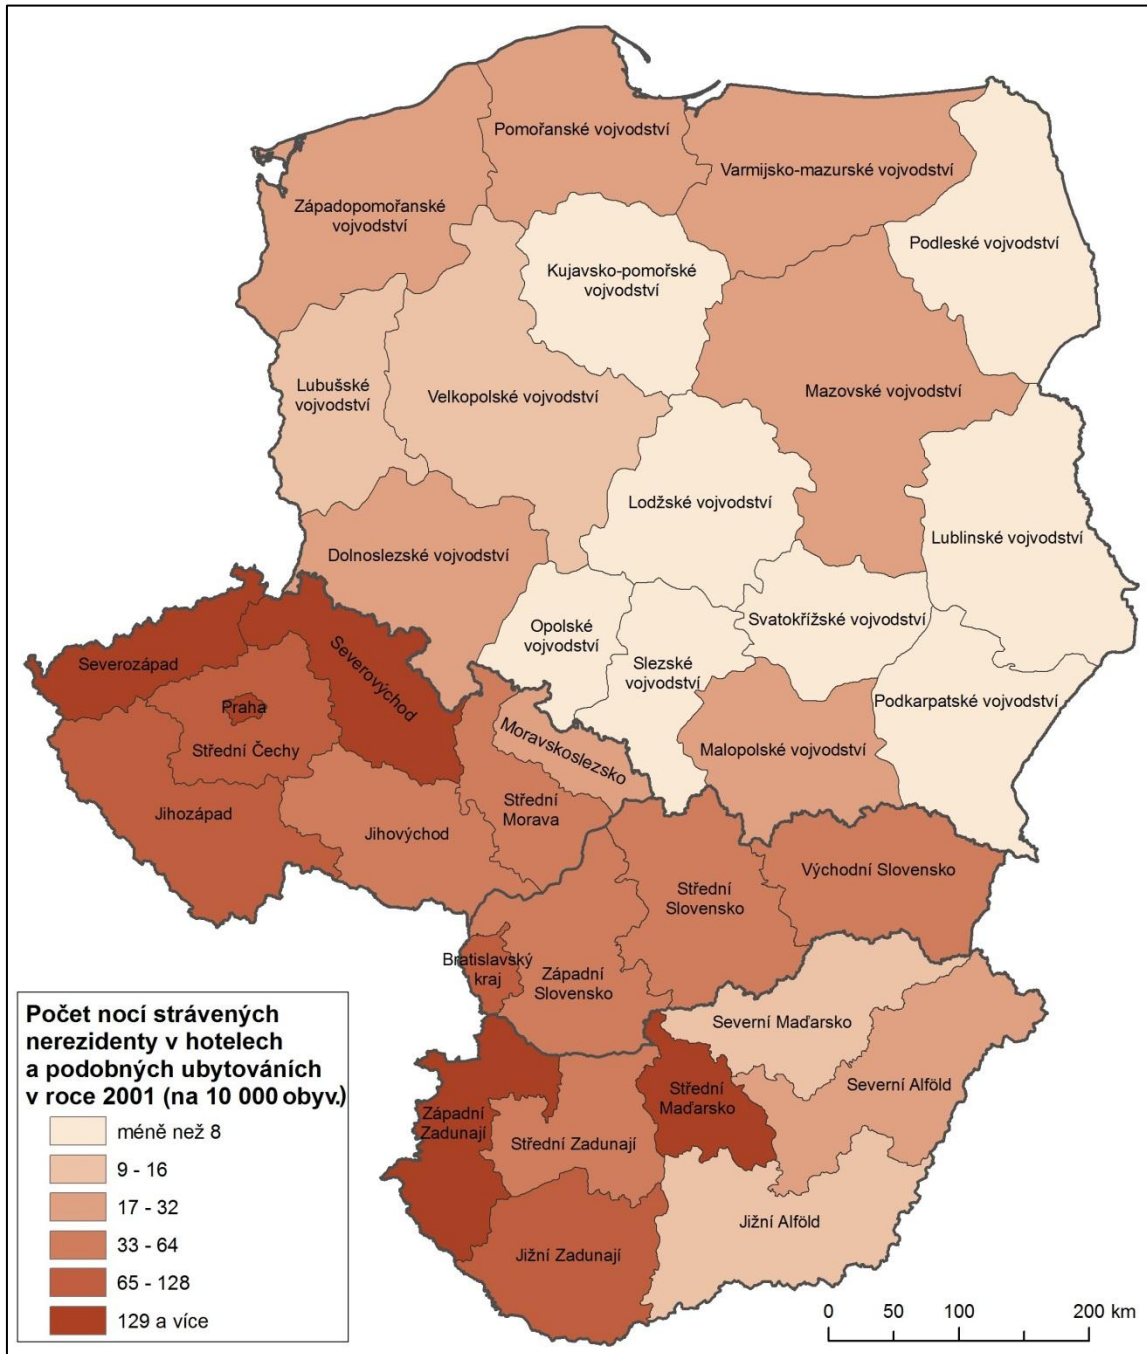 Pomořanské vojvodství
Varmijsko-mazurské vojvodství
Západopomořanské
vojvodství
Podleské vojvodství
Kujavsko-pomořské
vojvodství
Lubušské
vojvodství
Velkopolské vojvodství
Mazovské vojvodství
Lodžské vojvodství
Lublinské vojvodství
Dolnoslezské vojvodství
Opolské
vojvodství
Slezské
vojvodství
Svatokřížské vojvodství
Podkarpatské vojvodství
Malopolské vojvodství
Severozápad
Severovýchod
Praha
Střední Čechy
Moravskoslezsko
Jihozápad
Jihovýchod
Střední
Morava
Východní Slovensko
Střední
Slovensko
Bratislavský
kraj
Západní
Slovensko
Severní Maďarsko
Severní Alföld
Střední
Maďarsko
Západní
Zadunají
Střední Zadunají
Jižní Alföld
Jižní Zadunají
Počet nocí strávených
nerezidenty v hotelech
a podobných ubytováních
v roce 2001 (na 10 000 obyv.)
méně než 8
9 - 16
17 - 32
33 - 64
65 - 128
129 a více
0 50 100 200 km